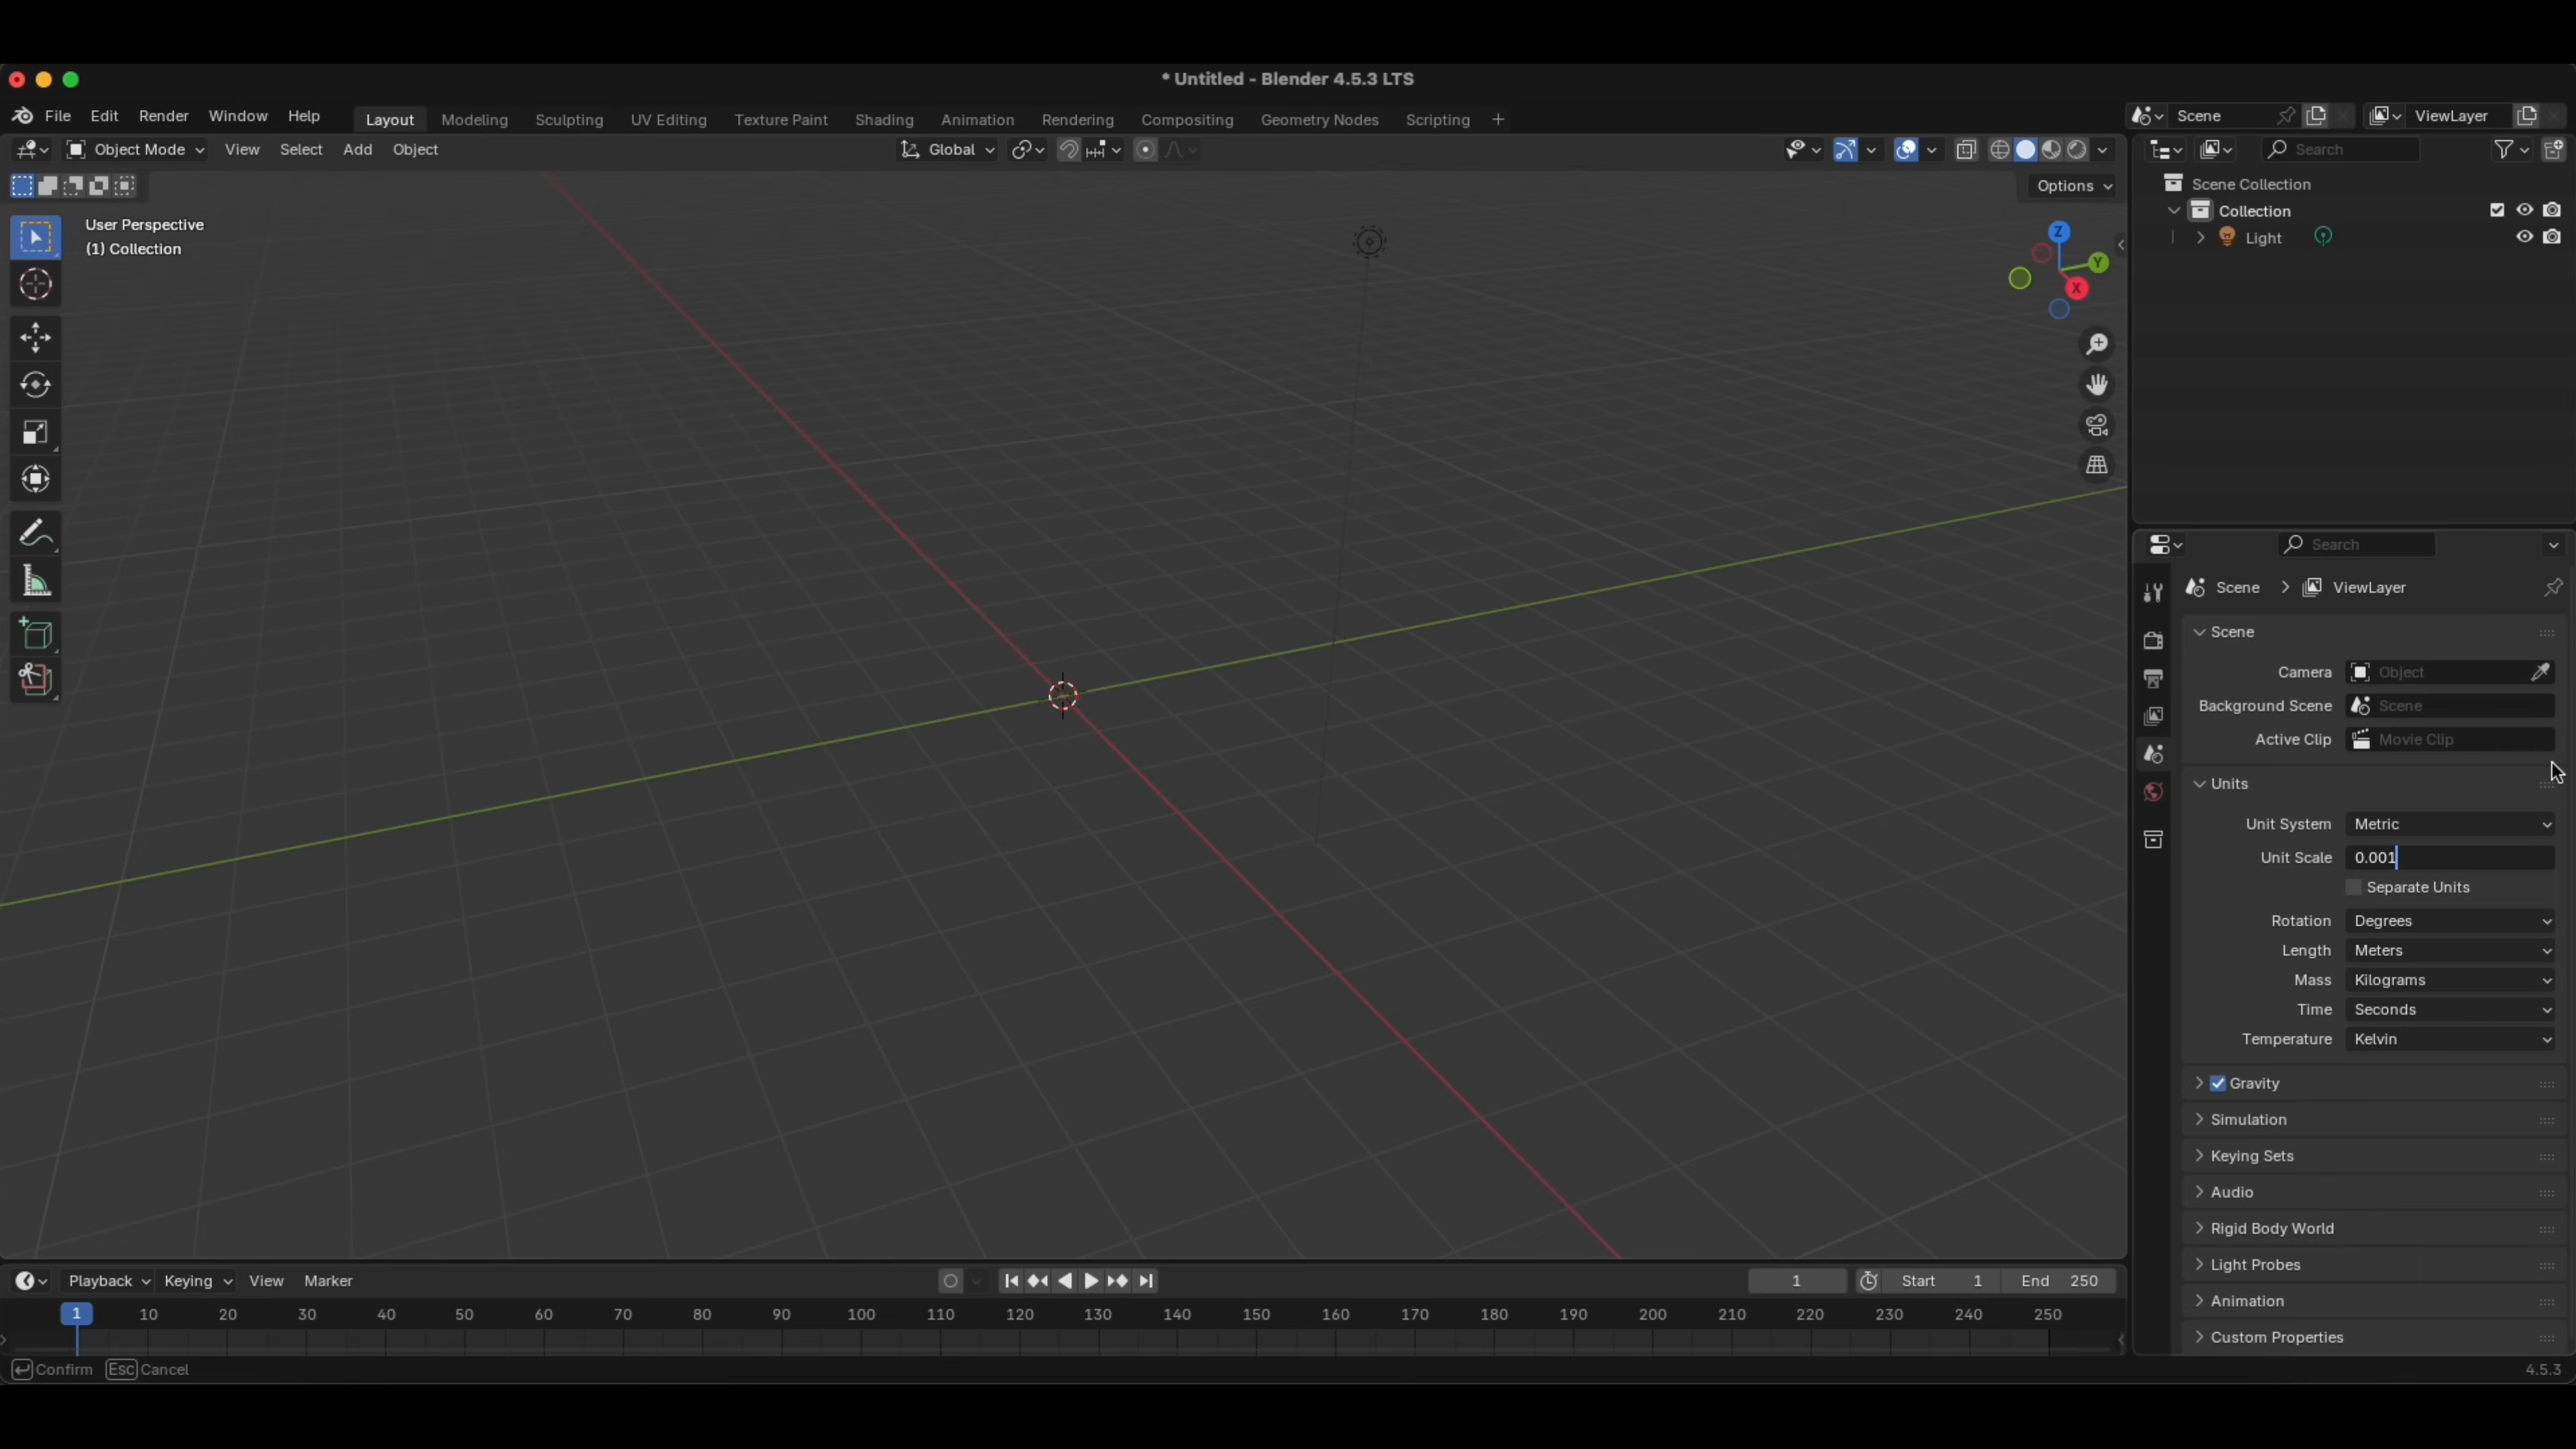 * Untitled - Blender 4.5.3 LTS
File Edit Render Window Help Layout Modeling Sculpting UV Editing Texture Paint Shading Animation Rendering Compositing Geometry Nodes Scripting + Scene ViewLayer
Object Mode View Select Add Object Global Search
Options
User Perspective
(1) Collection
Z
Y
X
Scene Collection
Collection
Light
Search
Scene > ViewLayer
Scene
Camera Object
Background Scene Scene
Active Clip Movie Clip
Units
Unit System Metric
Unit Scale 0.001
Separate Units
Rotation Degrees
Length Meters
Mass Kilograms
Time Seconds
Temperature Kelvin
Gravity
Simulation
Keying Sets
Audio
Rigid Body World
Light Probes
Animation
Custom Properties
Playback Keying View Marker 1 Start 1 End 250
1 10 20 30 40 50 60 70 80 90 100 110 120 130 140 150 160 170 180 190 200 210 220 230 240 250
Confirm Esc Cancel 4.5.3